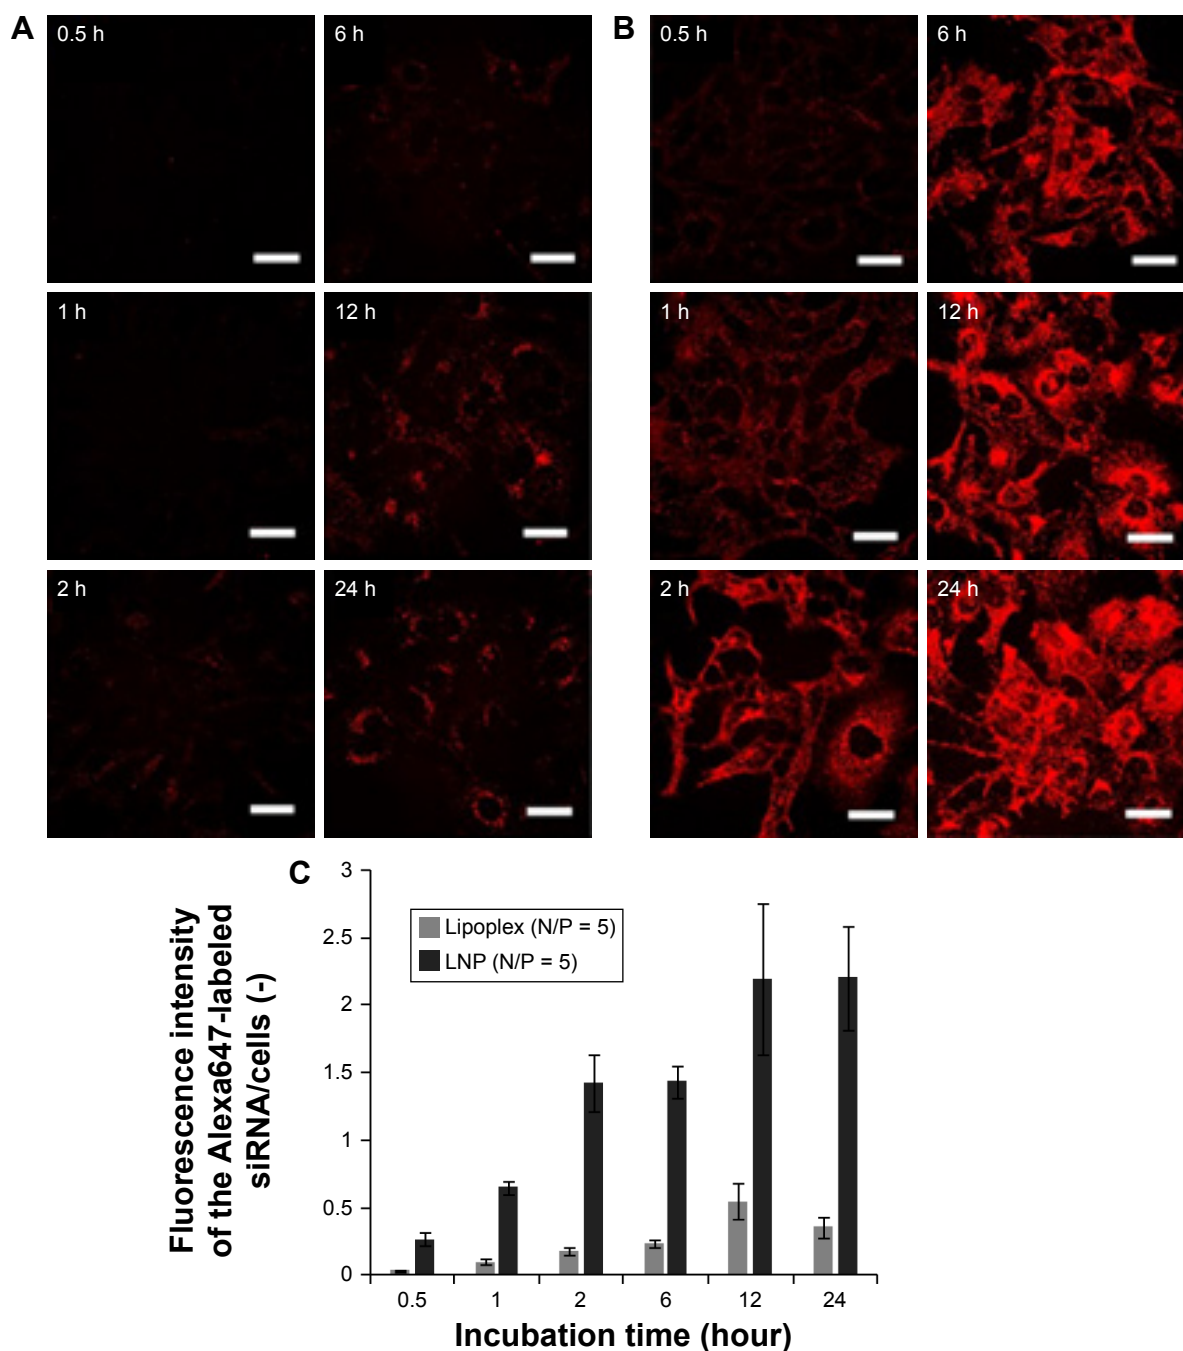 A
0.5 h
6 h
1 h
12 h
2 h
24 h
B
0.5 h
6 h
1 h
12 h
2 h
24 h
C
Fluorescence intensity
of the Alexa647-labeled
siRNA/cells (-)
3
2.5
2
1.5
1
0.5
0
Lipoplex (N/P = 5)
LNP (N/P = 5)
0.5 1 2 6 12 24
Incubation time (hour)